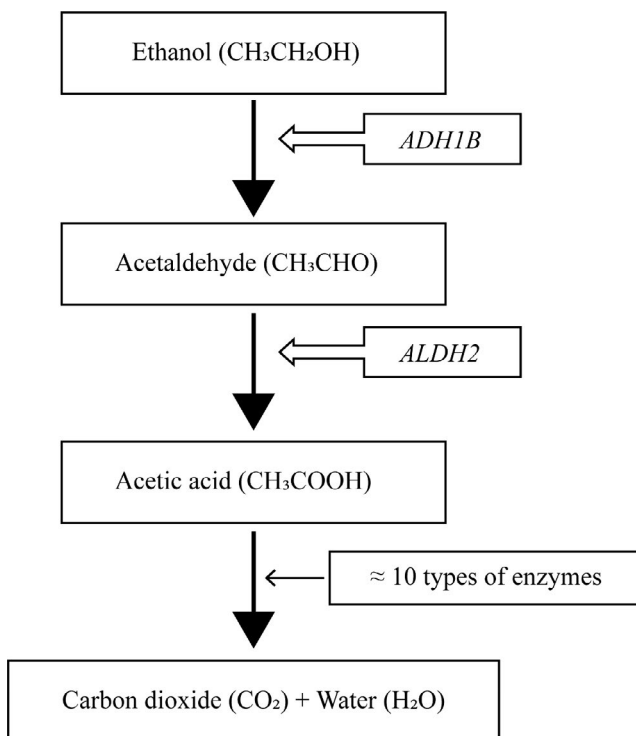 Ethanol (CH₃CH₂OH)
ADH1B
Acetaldehyde (CH₃CHO)
ALDH2
Acetic acid (CH₃COOH)
≈ 10 types of enzymes
Carbon dioxide (CO₂) + Water (H₂O)